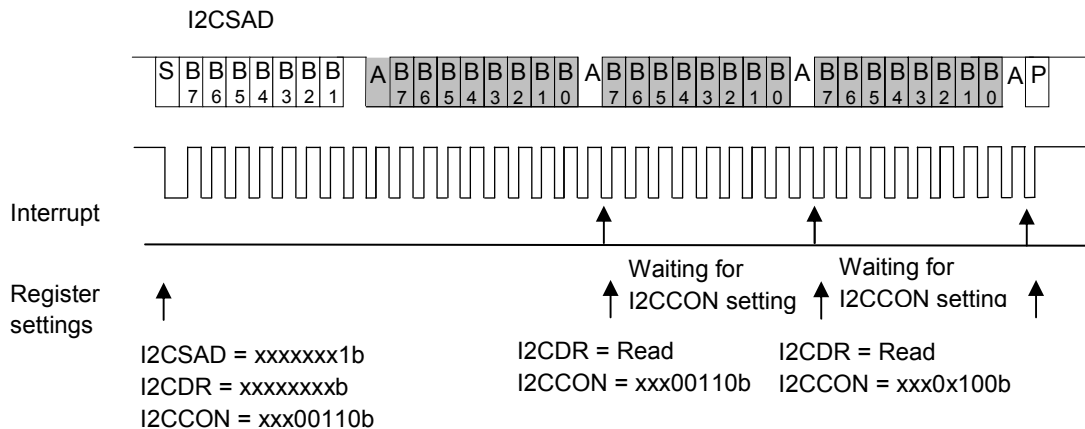 I2CSAD
S B7 B6 B5 B4 B3 B2 B1 A B7 B6 B5 B4 B3 B2 B1 B0 A B7 B6 B5 B4 B3 B2 B1 B0 A B7 B6 B5 B4 B3 B2 B1 B0 A P
Interrupt
Waiting for
I2CCON setting
Waiting for
I2CCON setting
Register
settings
I2CSAD = xxxxxxx1b
I2CDR = xxxxxxxxb
I2CCON = xxx00110b
I2CDR = Read
I2CCON = xxx00110b
I2CDR = Read
I2CCON = xxx0x100b